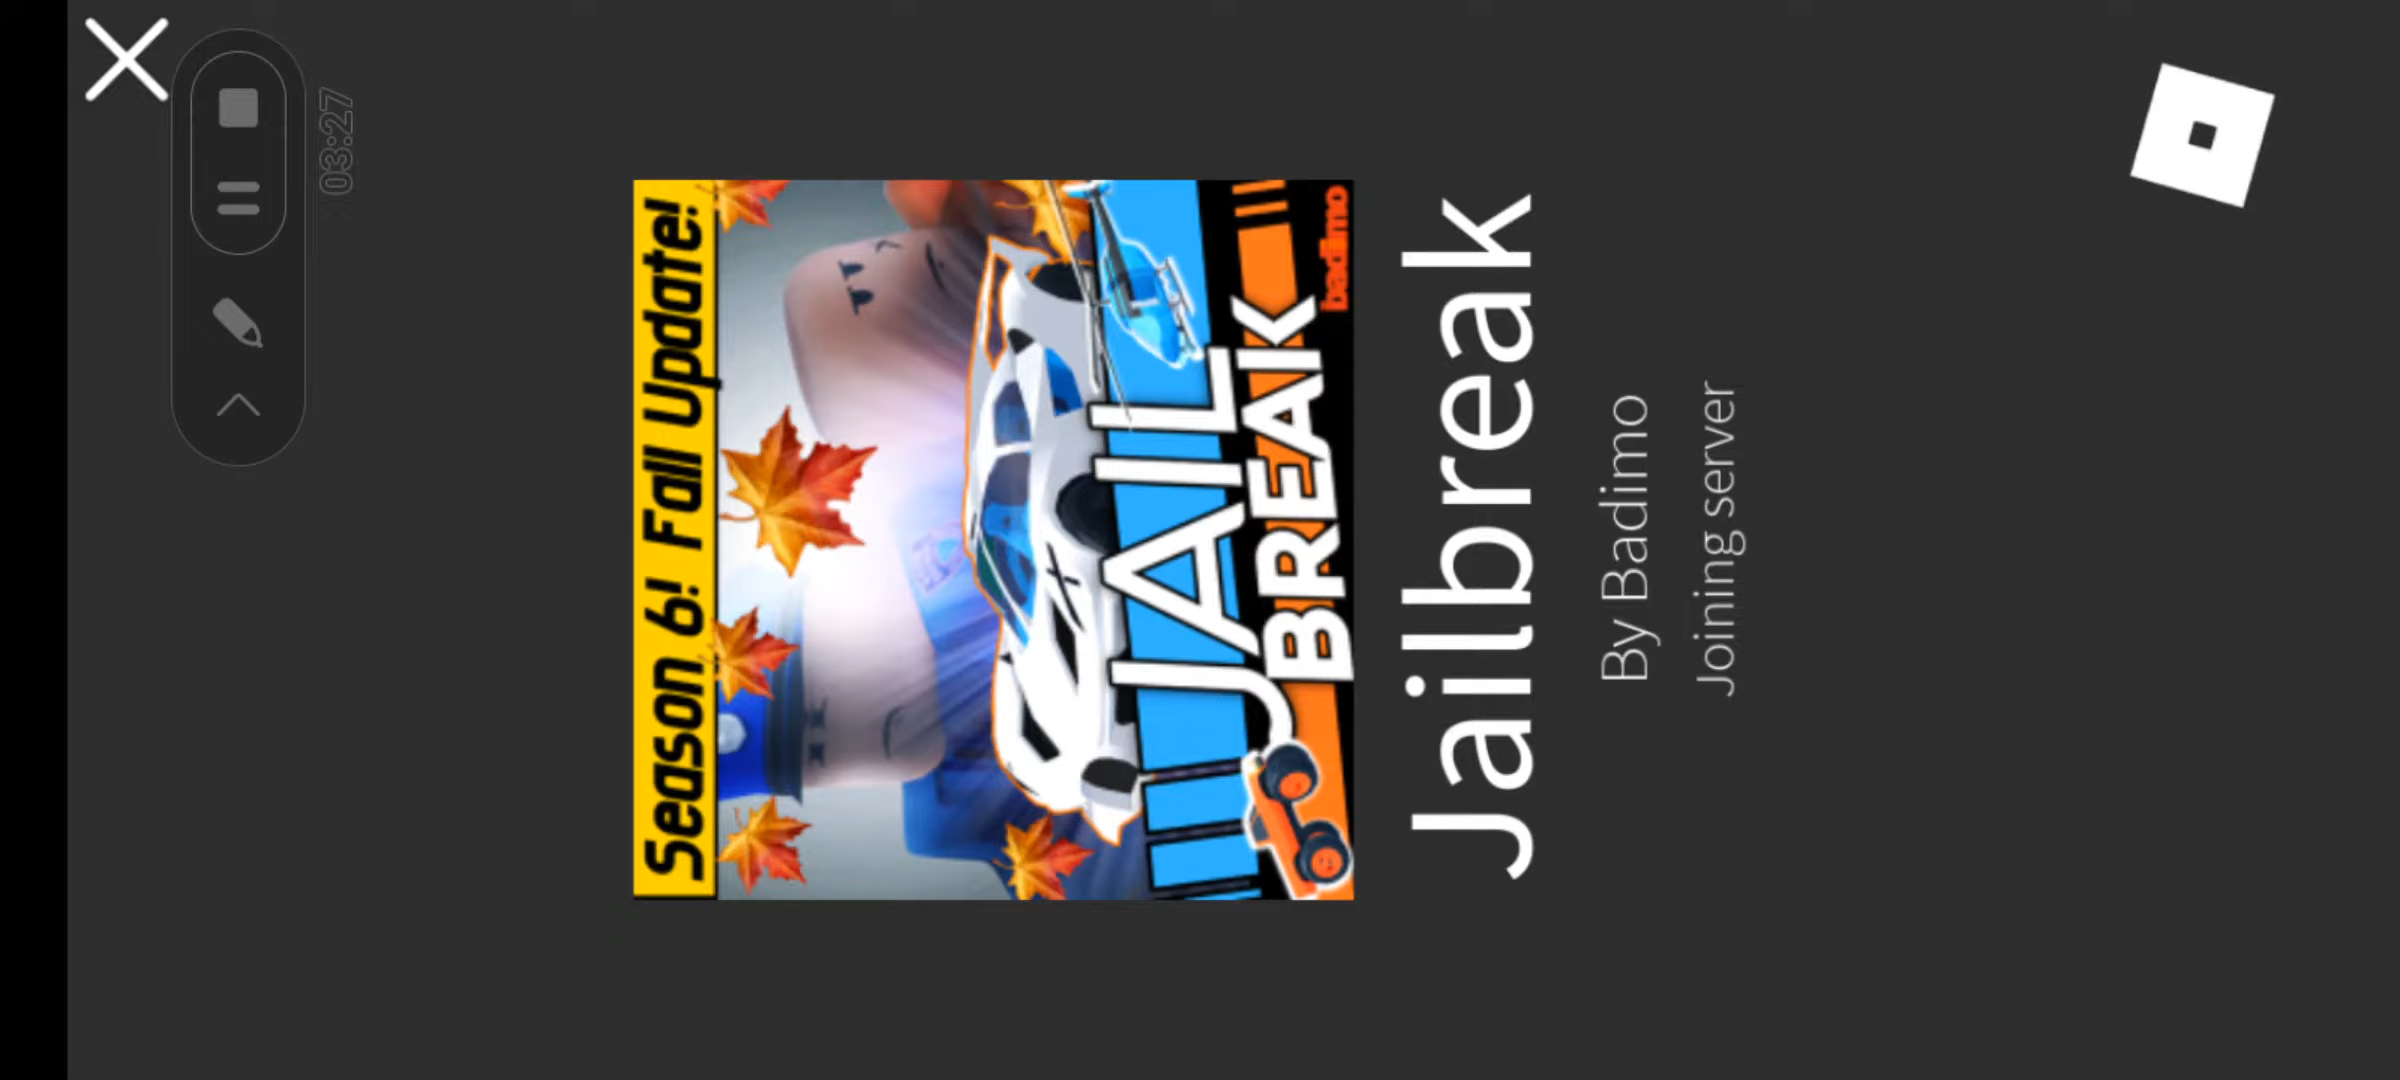 03:27
Season 6! Fall Update!
JAIL
BREAK
badimo
Jailbreak
By Badimo
Joining server